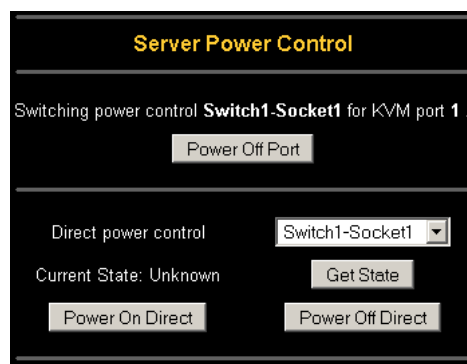 Server Power Control
Switching power control Switch1-Socket1 for KVM port 1 .
Power Off Port
Direct power control Switch1-Socket1
Current State: Unknown Get State
Power On Direct Power Off Direct